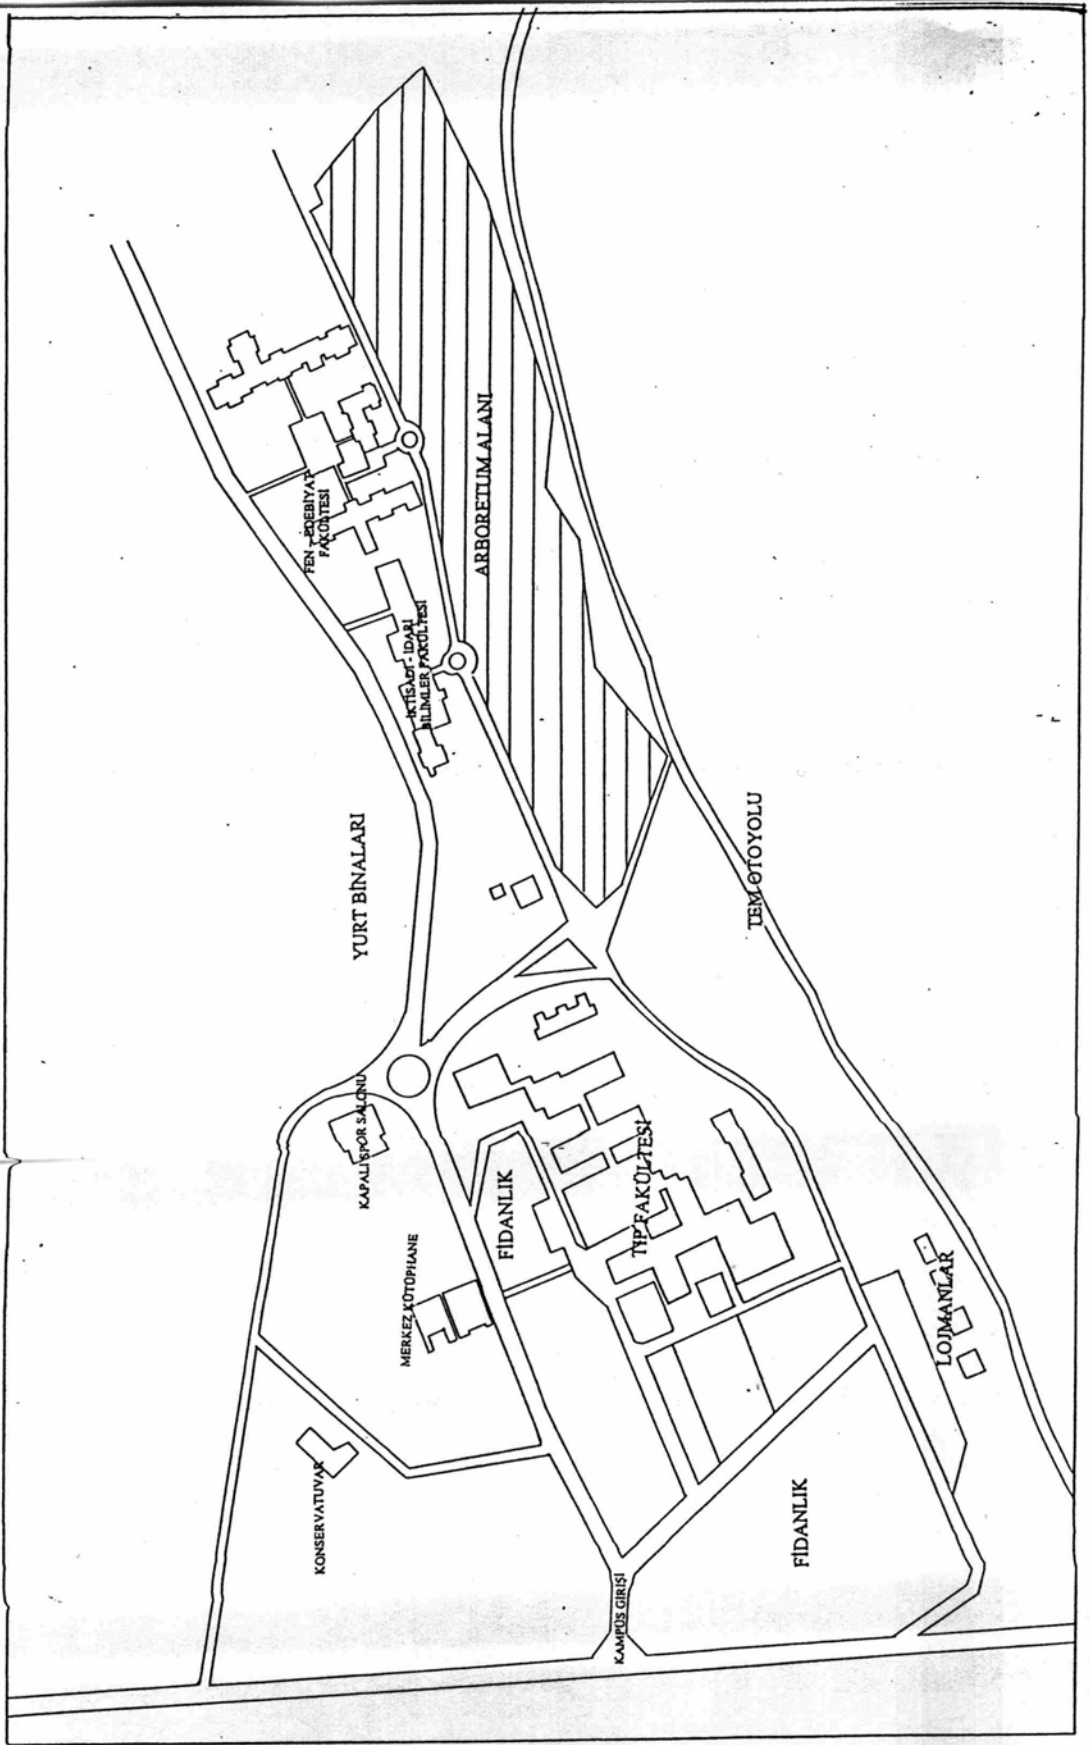 FEN - EDEBİYAT
FAKÜLTESİ
ARBORETUM ALANI
İKTİSADİ - İDARİ
BİLİMLER FAKÜLTESİ
YURT BİNALARI
TEM OTOYOLU
KAPALI SPOR SALONU
FİDANLIK
TIP FAKÜLTESİ
MERKEZ KÜTÜPHANE
LOJMANLAR
KONSERVATUVAR
FİDANLIK
KAMPÜS GİRİŞİ